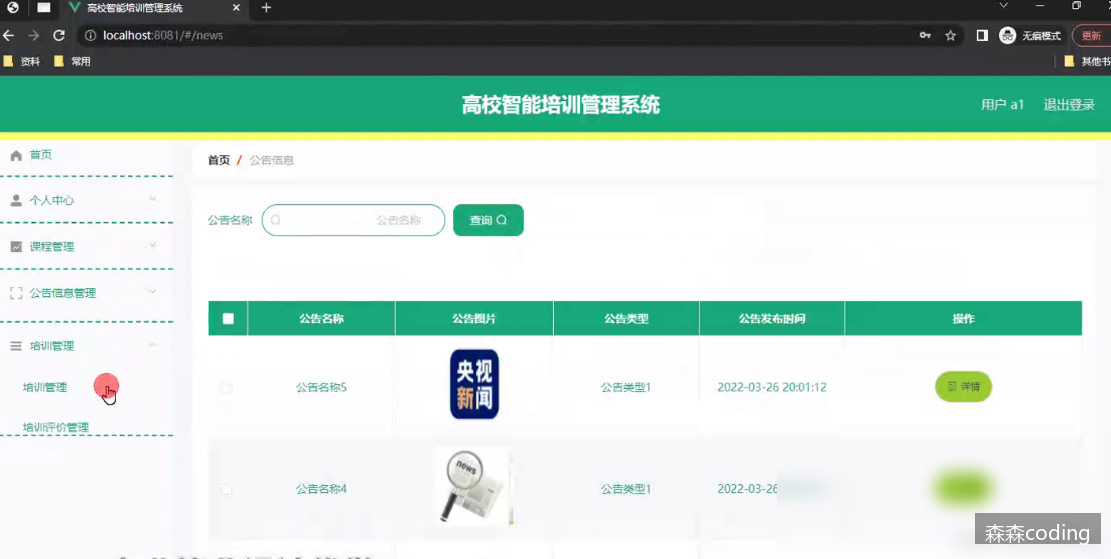 高校智能培训管理系统
localhost:8081/#/news
无痕模式
更新
资料
常用
其他书
高校智能培训管理系统
用户 a1
退出登录
首页
个人中心
课程管理
公告信息管理
培训管理
培训管理
培训评价管理
首页 / 公告信息
公告名称
公告名称
查询
公告名称 公告图片 公告类型 公告发布时间 操作
公告名称5 央视新闻 公告类型1 2022-03-26 20:01:12 详情
公告名称4 news 公告类型1 2022-03-26
森森coding